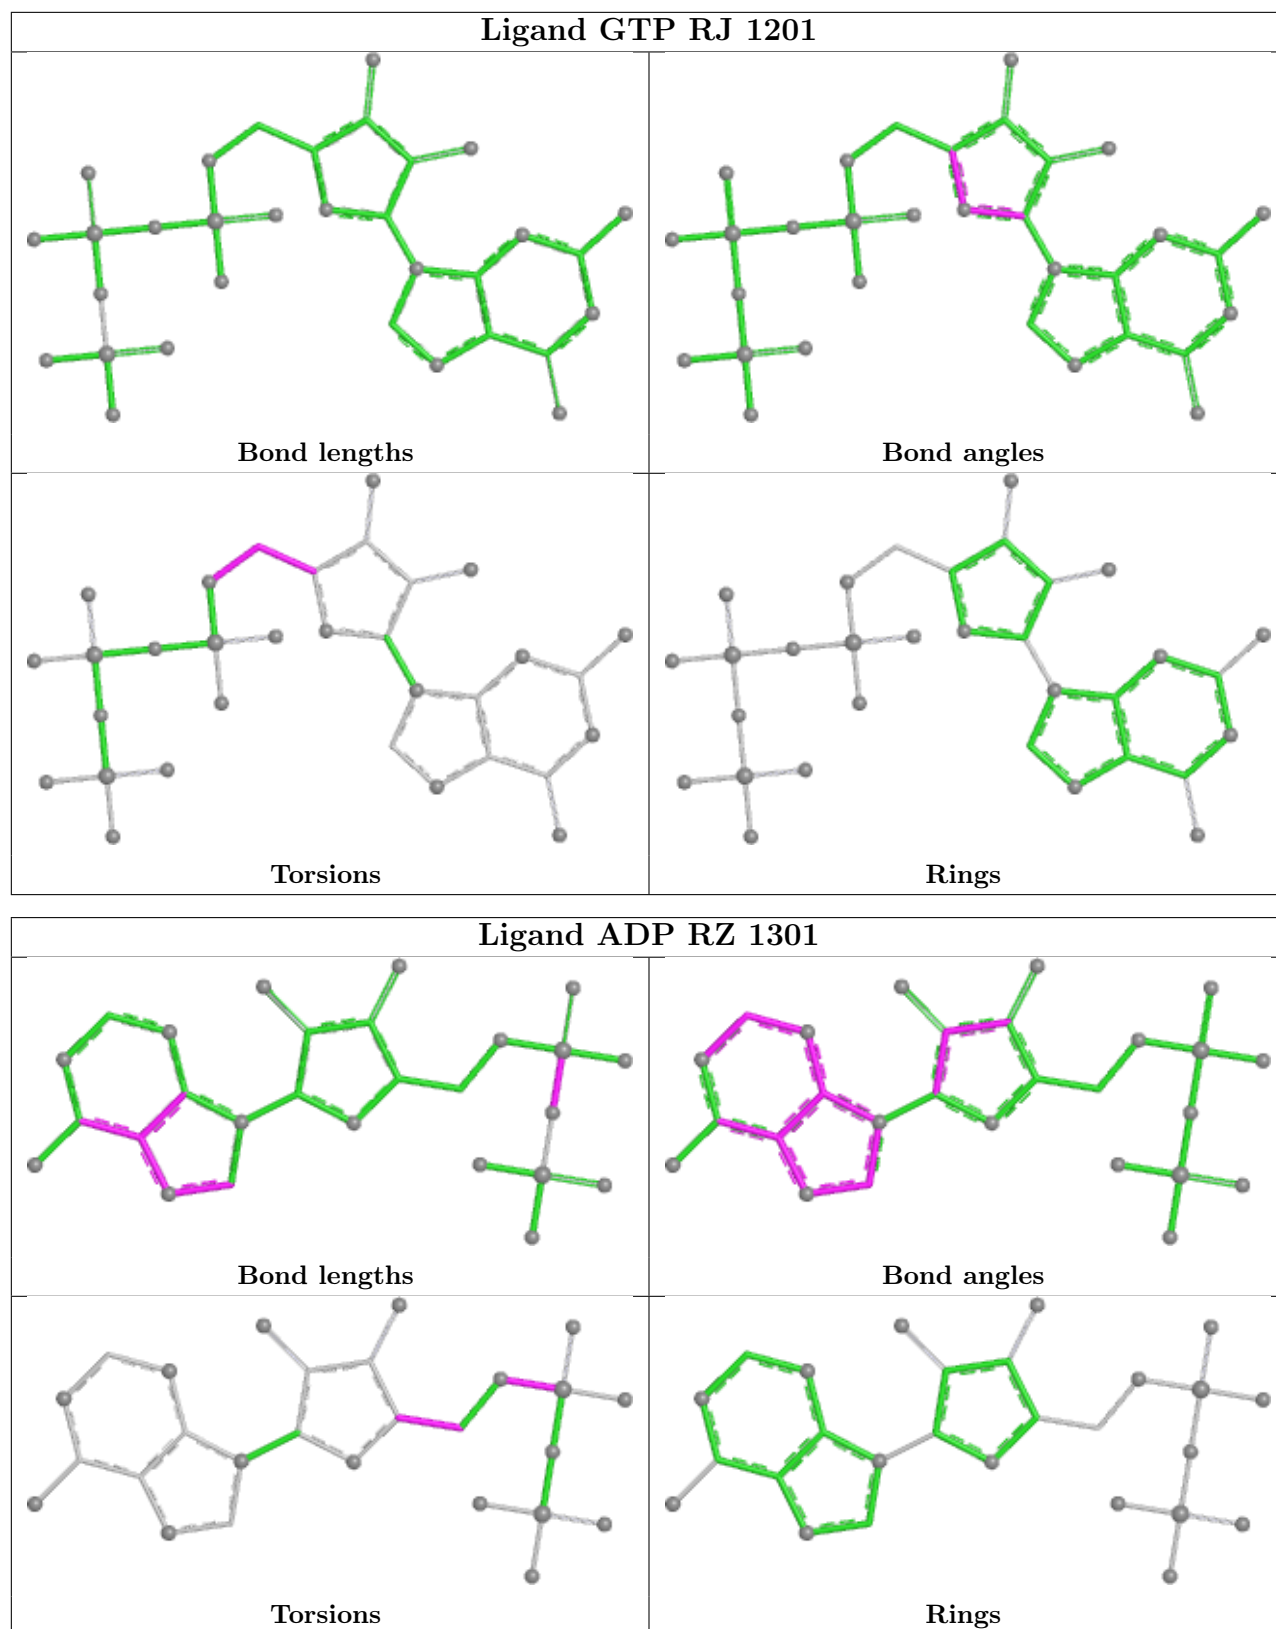 Ligand GTP RJ 1201
Bond lengths
Bond angles
Torsions
Rings
Ligand ADP RZ 1301
Bond lengths
Bond angles
Torsions
Rings